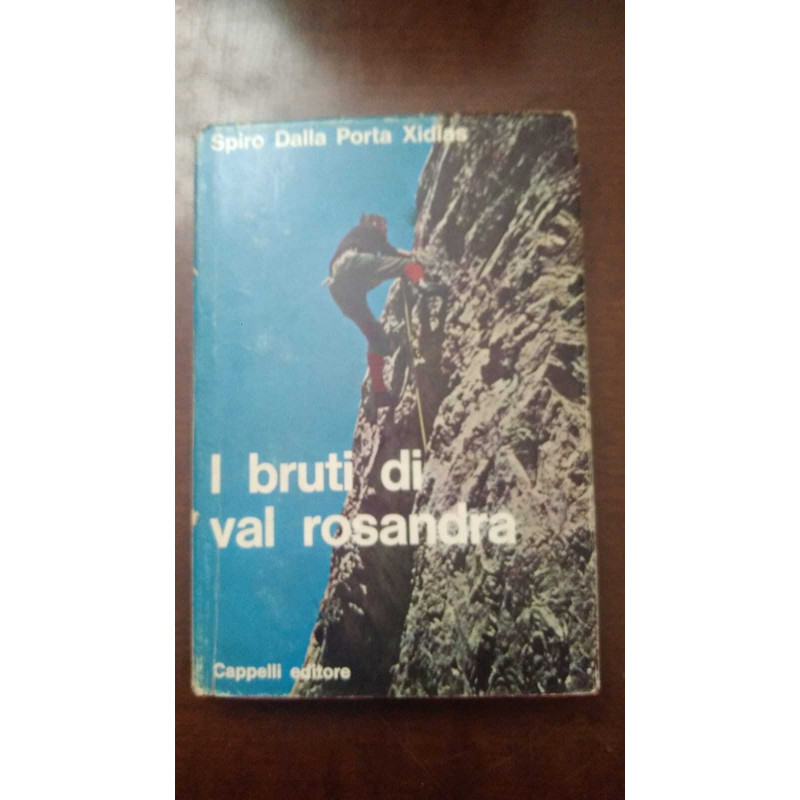 Spiro Dalla Porta Xidias
I bruti di
val rosandra
Cappelli editore